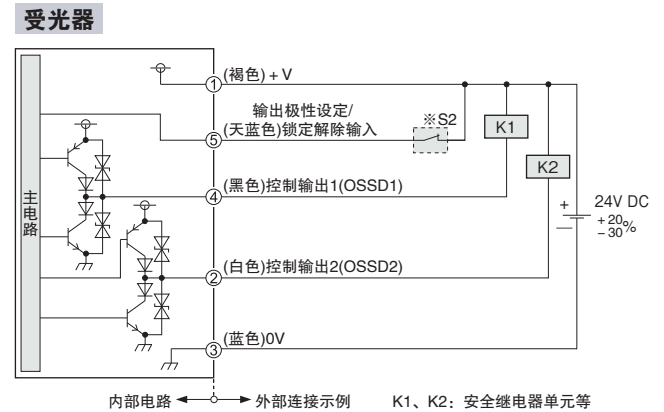 受光器
① (褐色)+V
输出极性设定/
⑤ (天蓝色)锁定解除输入
※S2
K1
K2
主电路
④ (黑色)控制输出1(OSSD1)
+
−
24V DC
+20
−30%
② (白色)控制输出2(OSSD2)
③ (蓝色)0V
内部电路 外部连接示例
K1、K2：安全继电器单元等